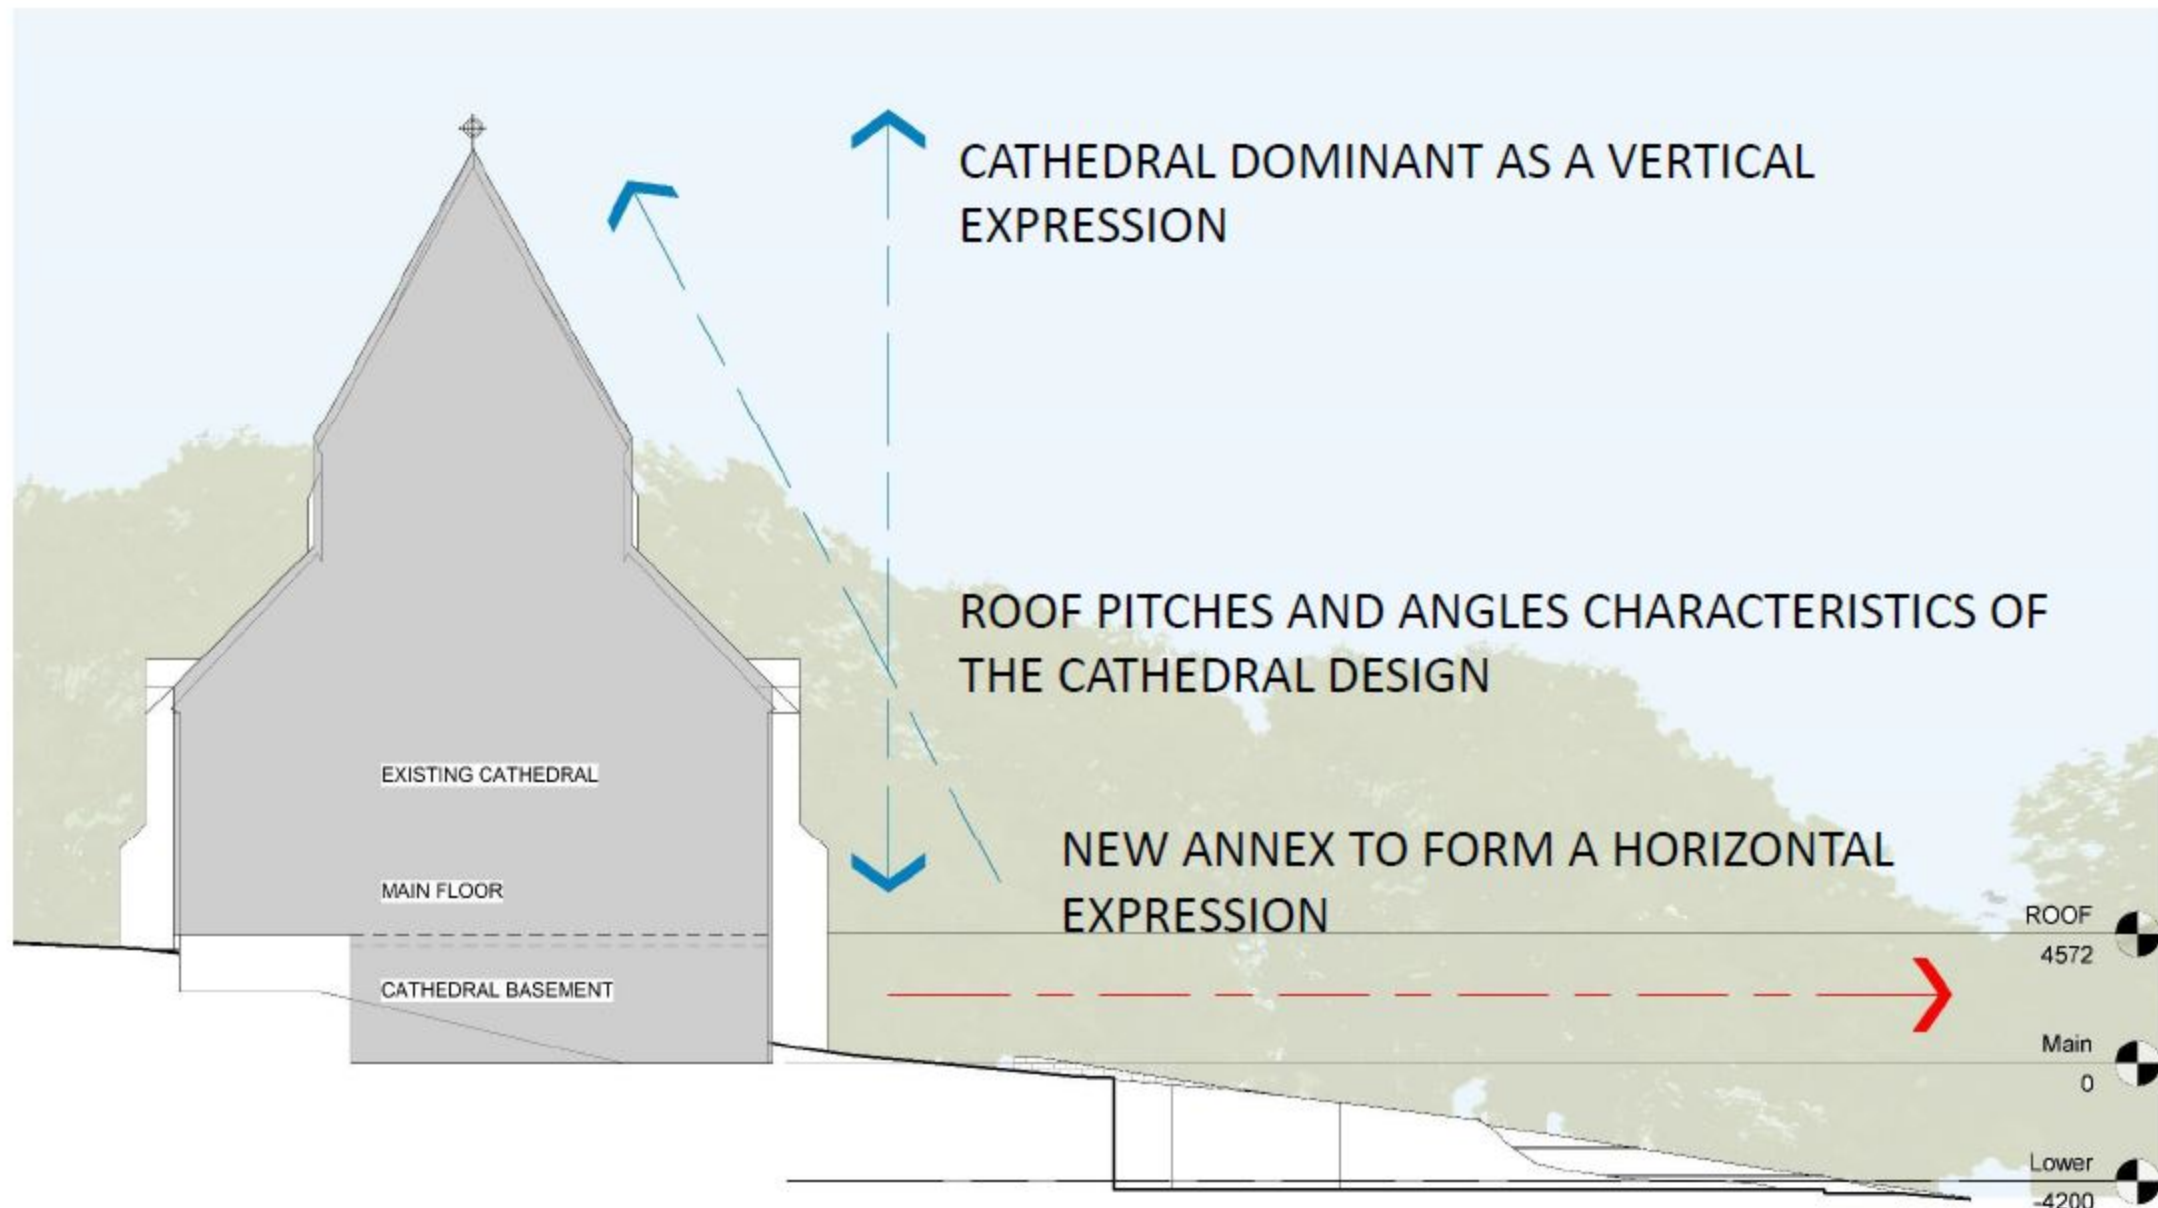 CATHEDRAL DOMINANT AS A VERTICAL
EXPRESSION
ROOF PITCHES AND ANGLES CHARACTERISTICS OF
THE CATHEDRAL DESIGN
EXISTING CATHEDRAL
MAIN FLOOR
CATHEDRAL BASEMENT
NEW ANNEX TO FORM A HORIZONTAL
EXPRESSION
ROOF
4572
Main
0
Lower
-4200